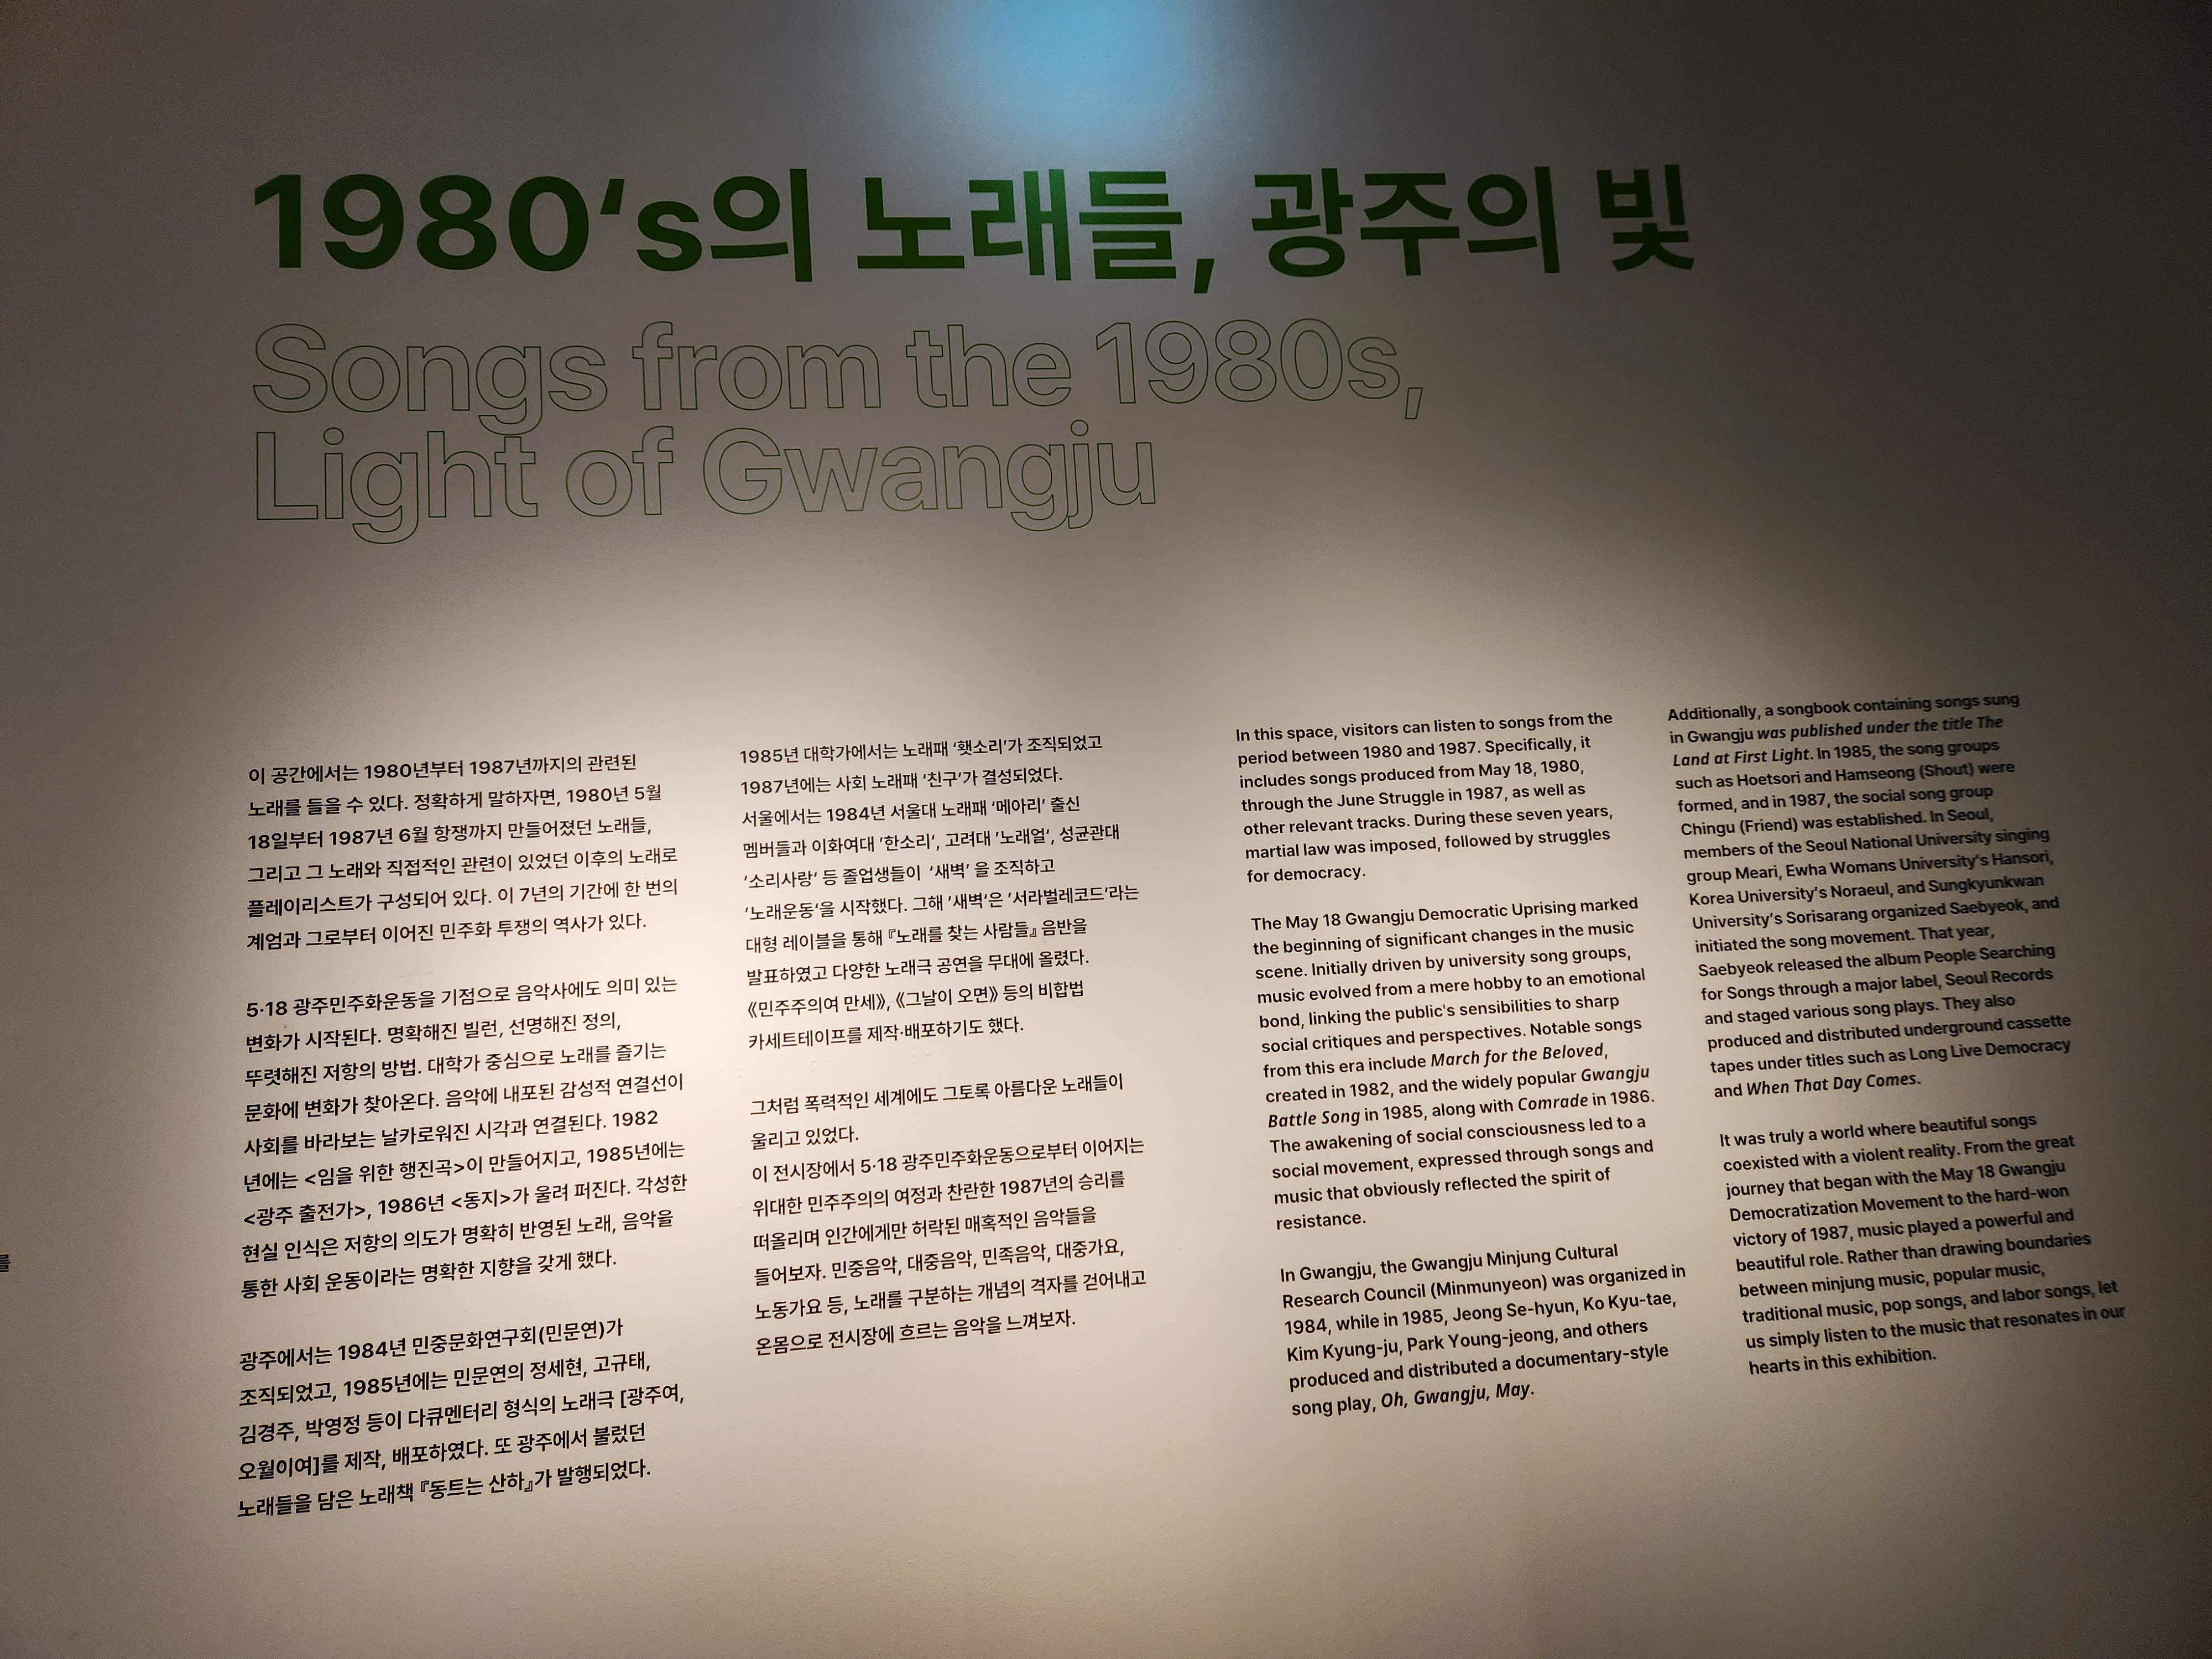 1980‘s의 노래들, 광주의 빛
Songs from the 1980s,
Light of Gwangju
이 공간에서는 1980년부터 1987년까지의 관련된
노래를 들을 수 있다. 정확하게 말하자면, 1980년 5월
18일부터 1987년 6월 항쟁까지 만들어졌던 노래들,
그리고 그 노래와 직접적인 관련이 있었던 이후의 노래로
플레이리스트가 구성되어 있다. 이 7년의 기간에 한 번의
계엄과 그로부터 이어진 민주화 투쟁의 역사가 있다.
5·18 광주민주화운동을 기점으로 음악사에도 의미 있는
변화가 시작된다. 명확해진 빌런, 선명해진 정의,
뚜렷해진 저항의 방법. 대학가 중심으로 노래를 즐기는
문화에 변화가 찾아온다. 음악에 내포된 감성적 연결선이
사회를 바라보는 날카로워진 시각과 연결된다. 1982
년에는 <임을 위한 행진곡>이 만들어지고, 1985년에는
<광주 출전가>, 1986년 <동지>가 울려 퍼진다. 각성한
현실 인식은 저항의 의도가 명확히 반영된 노래, 음악을
통한 사회 운동이라는 명확한 지향을 갖게 했다.
광주에서는 1984년 민중문화연구회(민문연)가
조직되었고, 1985년에는 민문연의 정세현, 고규태,
김경주, 박영정 등이 다큐멘터리 형식의 노래극 [광주여,
오월이여]를 제작, 배포하였다. 또 광주에서 불렀던
노래들을 담은 노래책 『동트는 산하』가 발행되었다.
1985년 대학가에서는 노래패 ‘횃소리’가 조직되었고
1987년에는 사회 노래패 ‘친구’가 결성되었다.
서울에서는 1984년 서울대 노래패 ‘메아리’ 출신
멤버들과 이화여대 ’한소리‘, 고려대 ’노래얼‘, 성균관대
’소리사랑‘ 등 졸업생들이 ‘새벽’ 을 조직하고
’노래운동‘을 시작했다. 그해 ’새벽‘은 ’서라벌레코드‘라는
대형 레이블을 통해 『노래를 찾는 사람들』 음반을
발표하였고 다양한 노래극 공연을 무대에 올렸다.
《민주주의여 만세》, 《그날이 오면》 등의 비합법
카세트테이프를 제작·배포하기도 했다.
그처럼 폭력적인 세계에도 그토록 아름다운 노래들이
울리고 있었다.
이 전시장에서 5·18 광주민주화운동으로부터 이어지는
위대한 민주주의의 여정과 찬란한 1987년의 승리를
떠올리며 인간에게만 허락된 매혹적인 음악들을
들어보자. 민중음악, 대중음악, 민족음악, 대중가요,
노동가요 등, 노래를 구분하는 개념의 격자를 걷어내고
온몸으로 전시장에 흐르는 음악을 느껴보자.
In this space, visitors can listen to songs from the
period between 1980 and 1987. Specifically, it
includes songs produced from May 18, 1980,
through the June Struggle in 1987, as well as
other relevant tracks. During these seven years,
martial law was imposed, followed by struggles
for democracy.
The May 18 Gwangju Democratic Uprising marked
the beginning of significant changes in the music
scene. Initially driven by university song groups,
music evolved from a mere hobby to an emotional
bond, linking the public's sensibilities to sharp
social critiques and perspectives. Notable songs
from this era include March for the Beloved,
created in 1982, and the widely popular Gwangju
Battle Song in 1985, along with Comrade in 1986.
The awakening of social consciousness led to a
social movement, expressed through songs and
music that obviously reflected the spirit of
resistance.
In Gwangju, the Gwangju Minjung Cultural
Research Council (Minmunyeon) was organized in
1984, while in 1985, Jeong Se-hyun, Ko Kyu-tae,
Kim Kyung-ju, Park Young-jeong, and others
produced and distributed a documentary-style
song play, Oh, Gwangju, May.
Additionally, a songbook containing songs sung
in Gwangju was published under the title The
Land at First Light. In 1985, the song groups
such as Hoetsori and Hamseong (Shout) were
formed, and in 1987, the social song group
Chingu (Friend) was established. In Seoul,
members of the Seoul National University singing
group Meari, Ewha Womans University's Hansori,
Korea University's Noraeul, and Sungkyunkwan
University's Sorisarang organized Saebyeok, and
initiated the song movement. That year,
Saebyeok released the album People Searching
for Songs through a major label, Seoul Records
and staged various song plays. They also
produced and distributed underground cassette
tapes under titles such as Long Live Democracy
and When That Day Comes.
It was truly a world where beautiful songs
coexisted with a violent reality. From the great
journey that began with the May 18 Gwangju
Democratization Movement to the hard-won
victory of 1987, music played a powerful and
beautiful role. Rather than drawing boundaries
between minjung music, popular music,
traditional music, pop songs, and labor songs, let
us simply listen to the music that resonates in our
hearts in this exhibition.